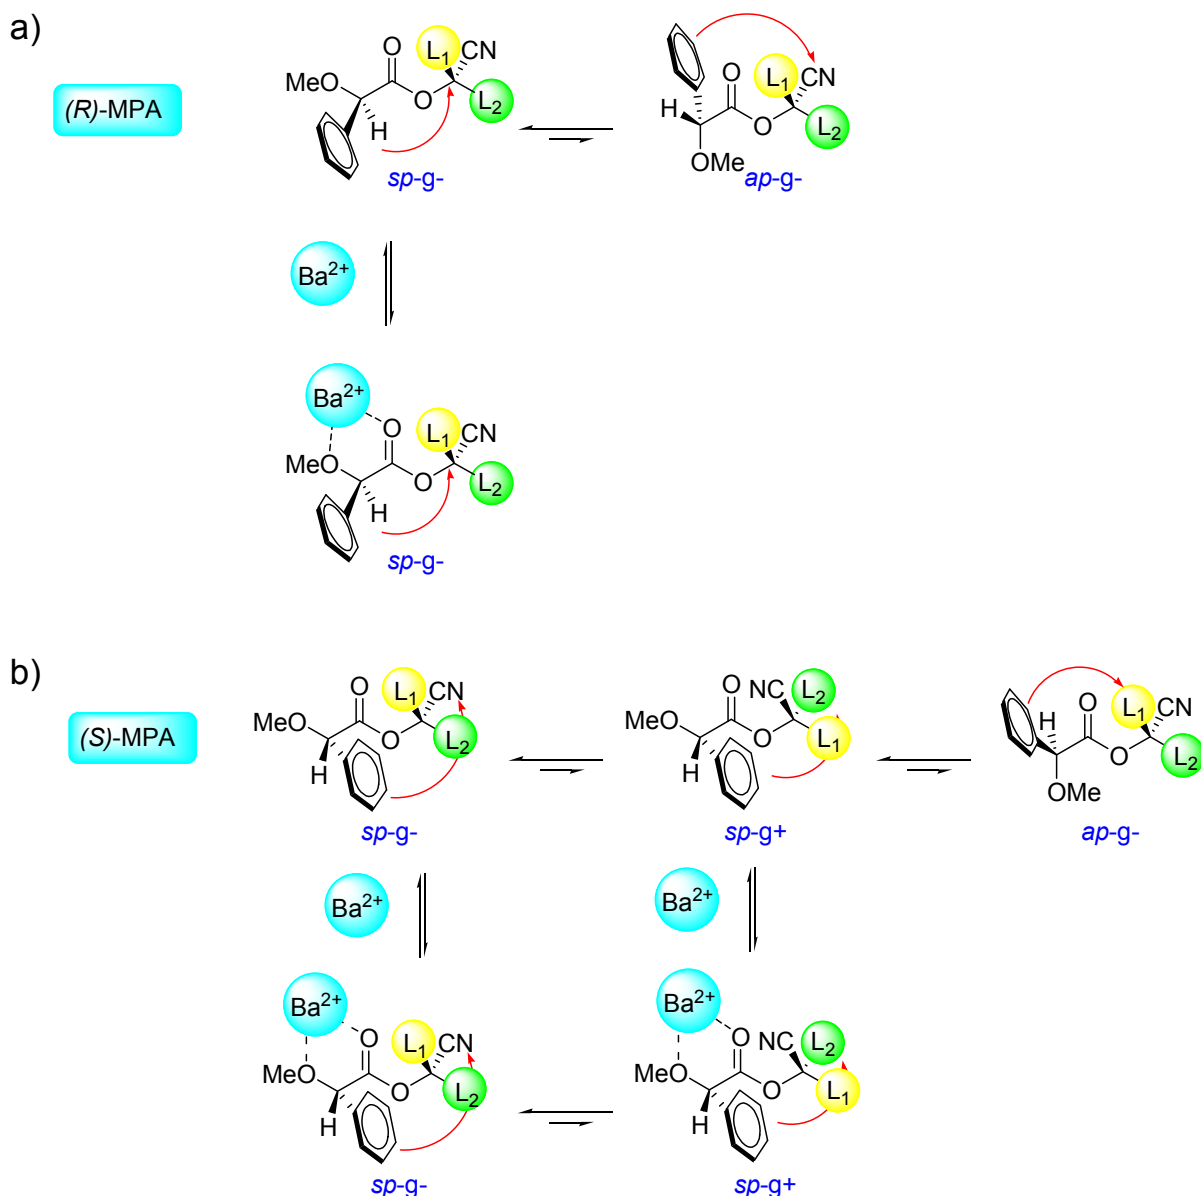 a)
(R)-MPA
O
L1
CN
MeO
O
L2
H
sp-g-
O
L1
CN
H
O
L2
OMe
ap-g-
Ba2+
Ba2+
O
L1
CN
MeO
O
L2
H
sp-g-
b)
(S)-MPA
O
L1
CN
MeO
O
L2
H
sp-g-
O
NC
L2
MeO
O
L1
H
sp-g+
H
O
L1
CN
O
L2
OMe
ap-g-
Ba2+
Ba2+
Ba2+
O
L1
CN
MeO
O
L2
H
sp-g-
Ba2+
O
NC
L2
MeO
O
L1
H
sp-g+